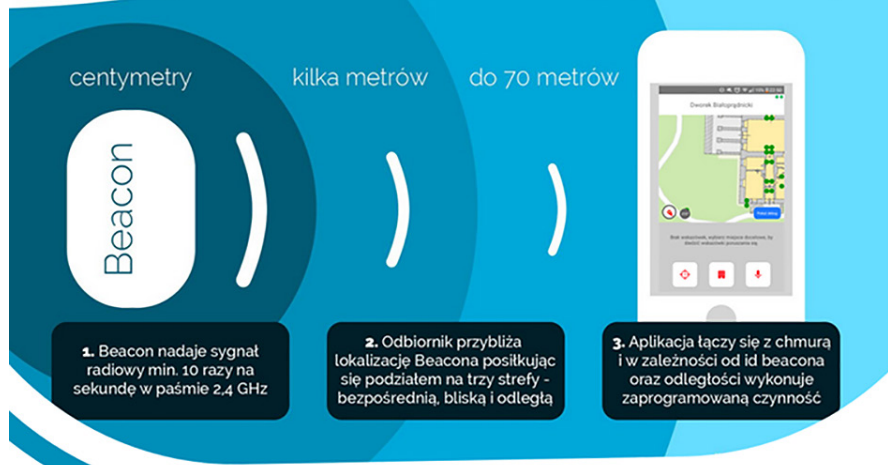 centymetry
kilka metrów
do 70 metrów
Beacon
Dworek Białoprądnicki
1. Beacon nadaje sygnał
radiowy min. 10 razy na
sekundę w paśmie 2,4 GHz
2. Odbiornik przybliża
lokalizację Beacona posiłkując
się podziałem na trzy strefy -
bezpośrednią, bliską i odległą
3. Aplikacja łączy się z chmurą
i w zależności od id beacona
oraz odległości wykonuje
zaprogramowaną czynność